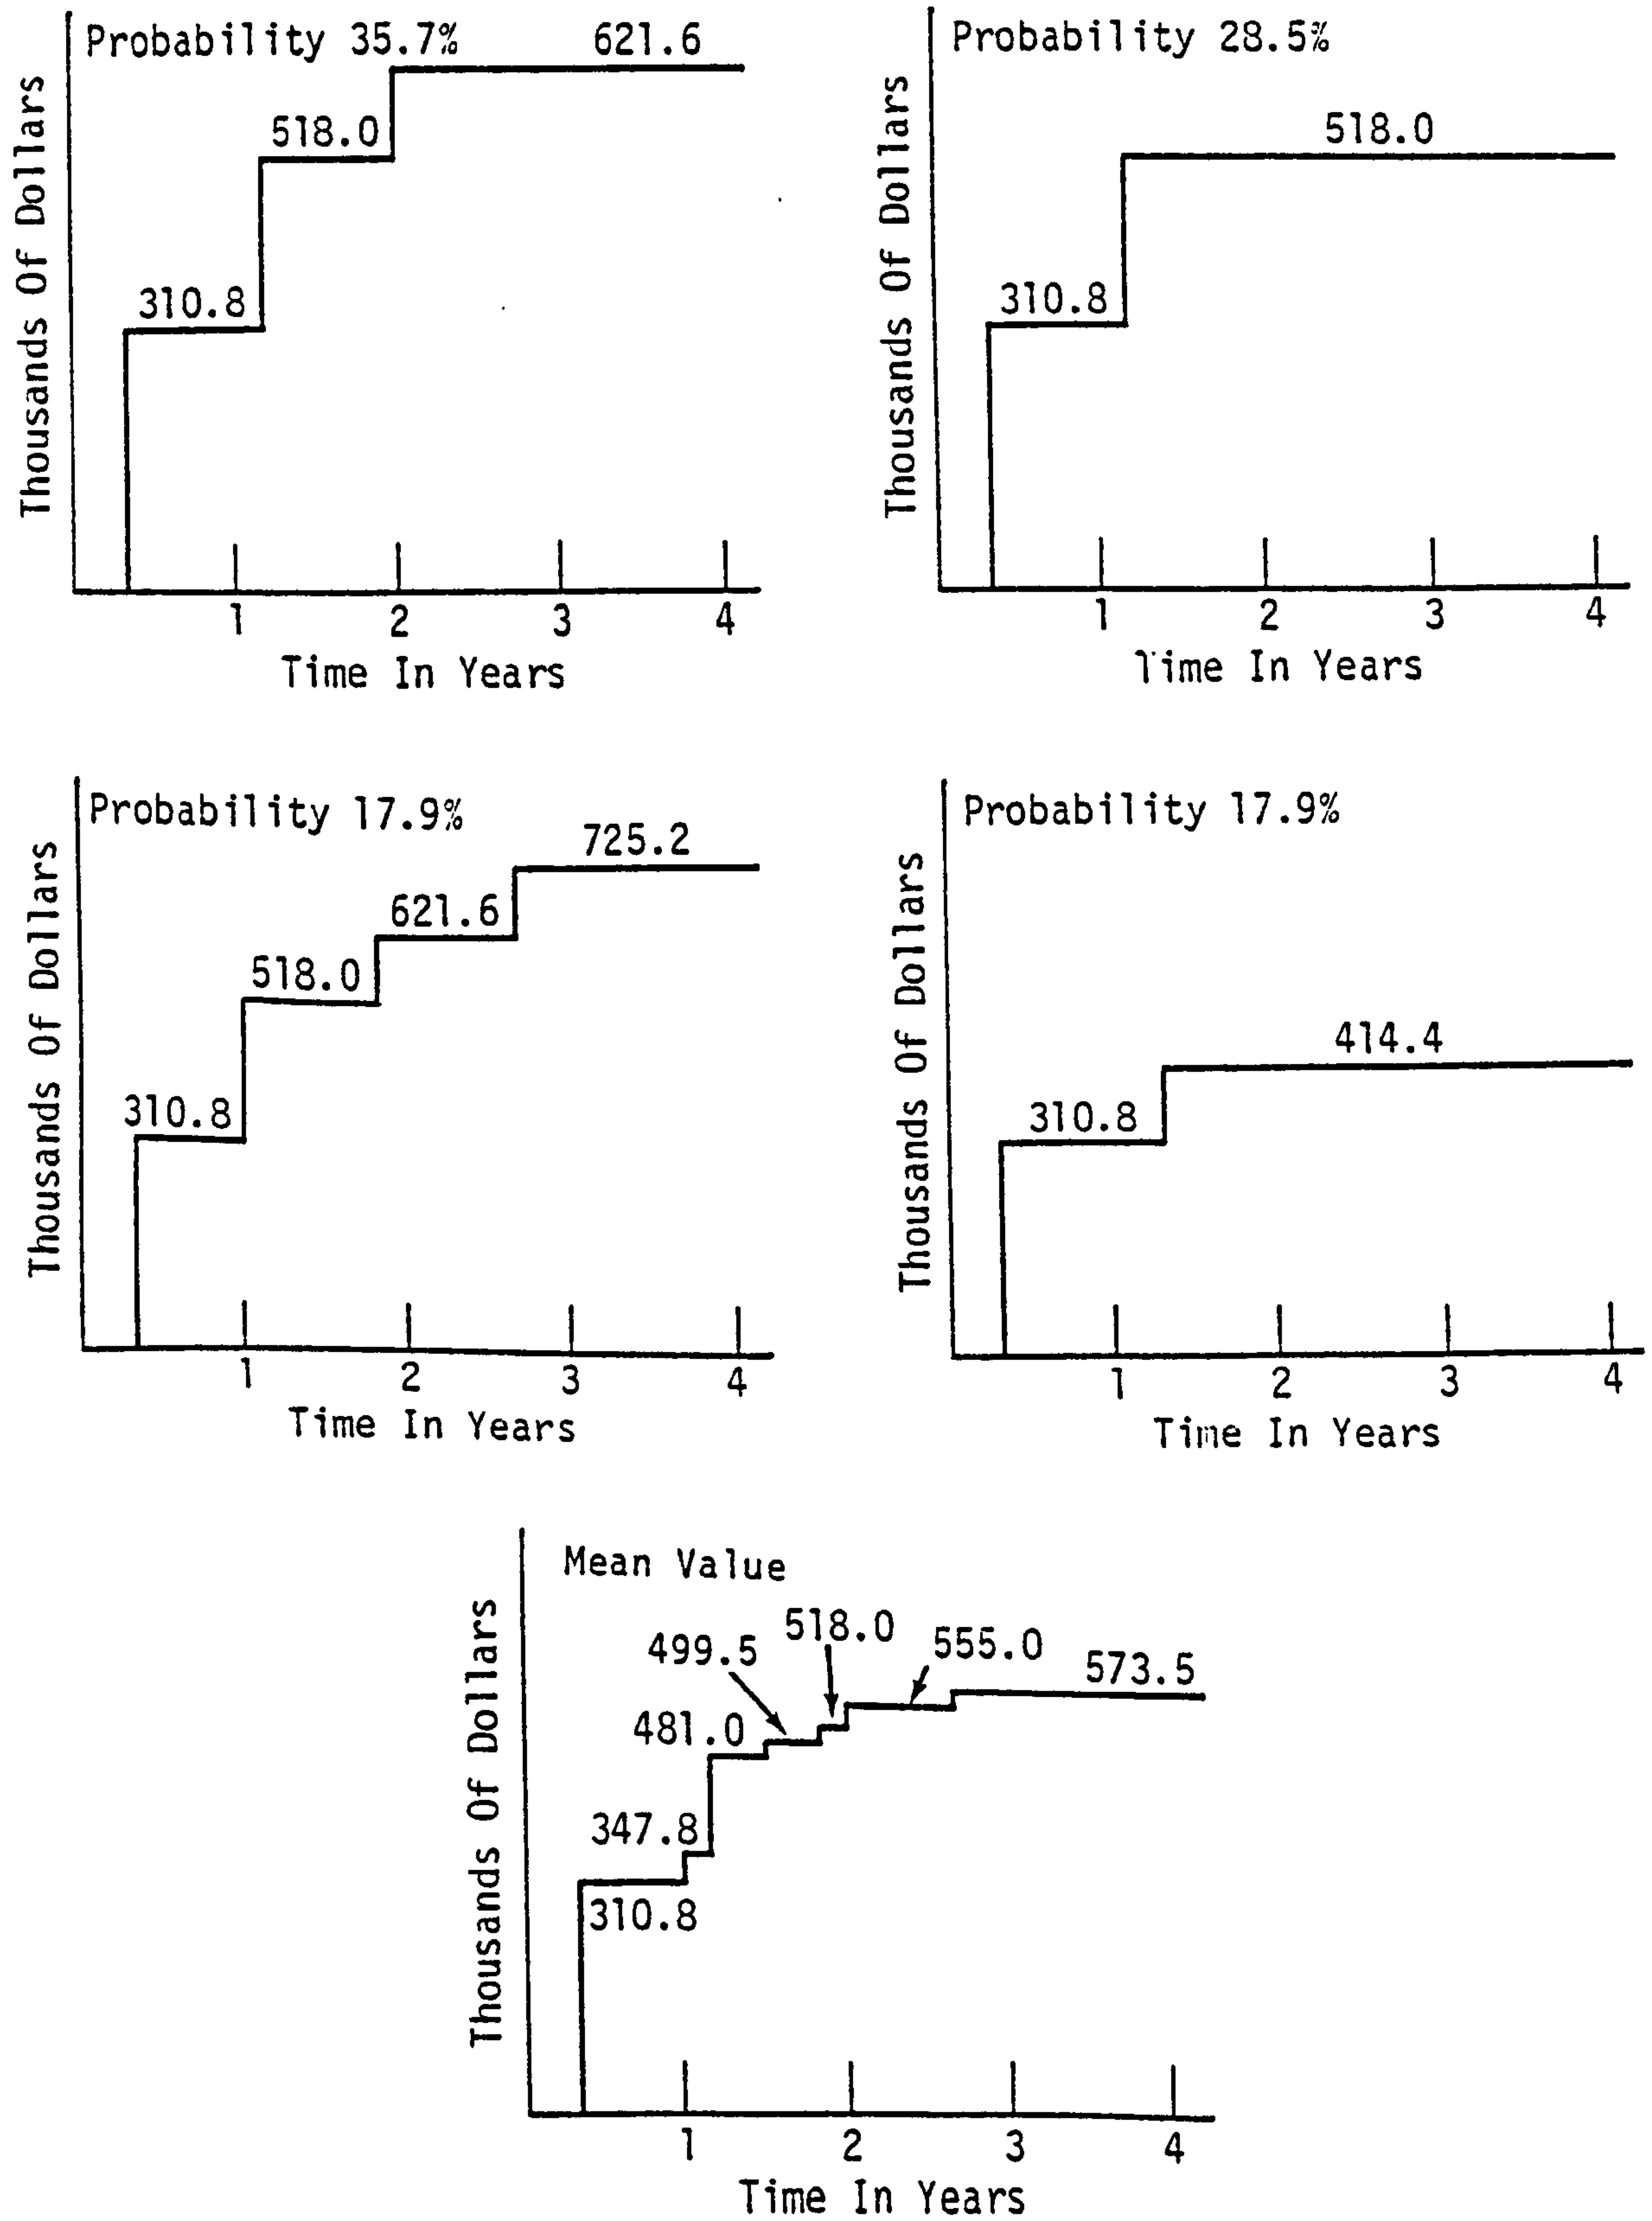 Probability 35.7%
621.6
518.0
310.8
Thousands Of Dollars
1 2 3 4
Time In Years
Probability 28.5%
518.0
310.8
Thousands Of Dollars
1 2 3 4
Time In Years
Probability 17.9%
725.2
621.6
518.0
310.8
Thousands Of Dollars
1 2 3 4
Time In Years
Probability 17.9%
414.4
310.8
Thousands Of Dollars
1 2 3 4
Time In Years
Mean Value
518.0
499.5
555.0
573.5
481.0
347.8
310.8
Thousands Of Dollars
1 2 3 4
Time In Years